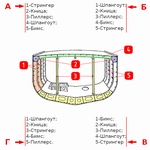 А
1-Стрингер
2-Кница;
3-Пиллерс;
4-Шпангоут;
5-Бимс;
1-Шпангоут;
2-Кница;
3-Пиллерс;
4-Бимс;
5-Стрингер
Б
4
1
2
3
5
Г
1-Бимс;
2-Кница;
3-Пиллерс;
4-Шпангоут;
5-Стрингер
1-Бимс;
2-Кница;
3-Стрингер;
4-Пиллерс;
5-Шпангоут;
В